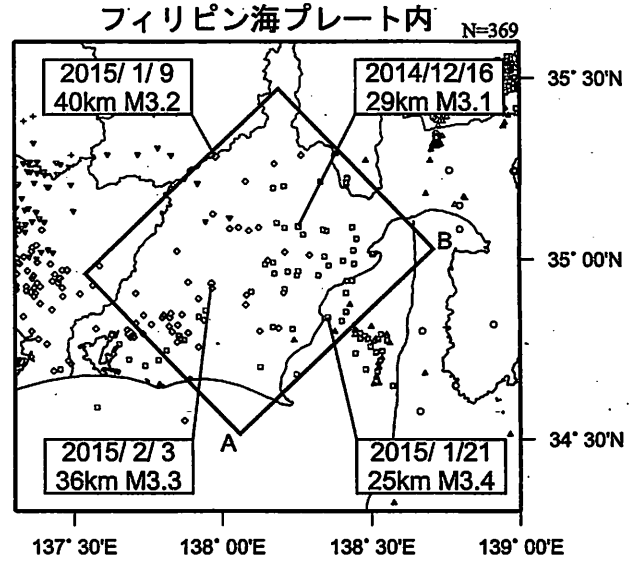 フィリピン海プレート内
N=369
2015/ 1/ 9
40km M3.2
2014/12/16
29km M3.1
35° 30'N
B
35° 00'N
A
2015/ 2/ 3
36km M3.3
2015/ 1/21
25km M3.4
34° 30'N
137° 30'E
138° 00'E
138° 30'E
139° 00'E